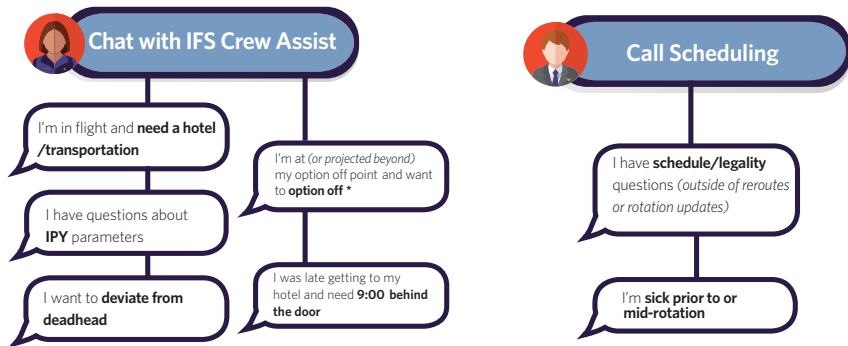 Chat with IFS Crew Assist
I'm in flight and need a hotel
/transportation
I have questions about
IPY parameters
I want to deviate from
deadhead
I'm at (or projected beyond)
my option off point and want
to option off *
I was late getting to my
hotel and need 9:00 behind
the door
Call Scheduling
I have schedule/legality
questions (outside of reroutes
or rotation updates)
I'm sick prior to or
mid-rotation